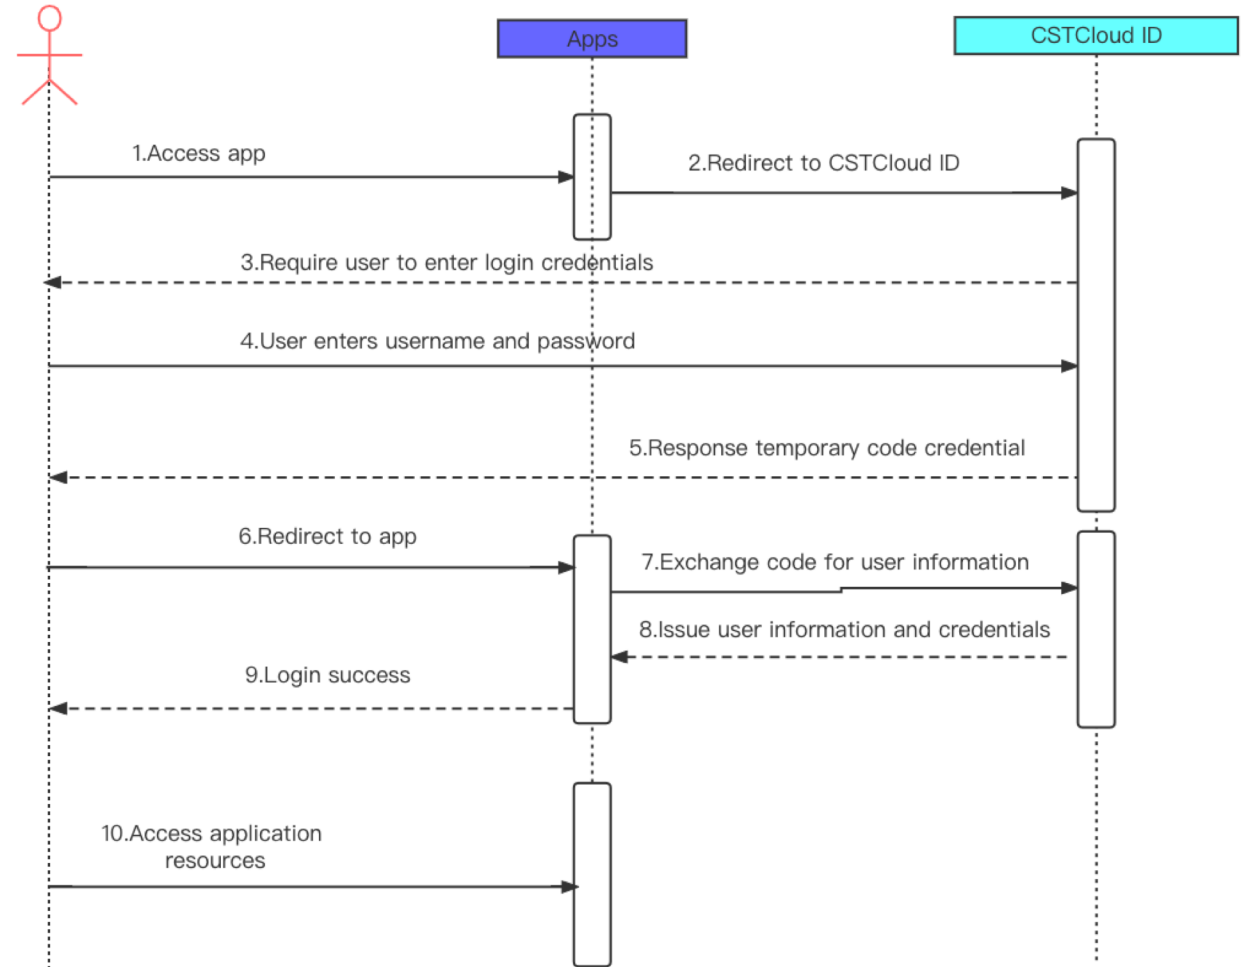 Apps
CSTCloud ID
1.Access app
2.Redirect to CSTCloud ID
3.Require user to enter login credentials
4.User enters username and password
5.Response temporary code credential
6.Redirect to app
7.Exchange code for user information
8.Issue user information and credentials
9.Login success
10.Access application
resources